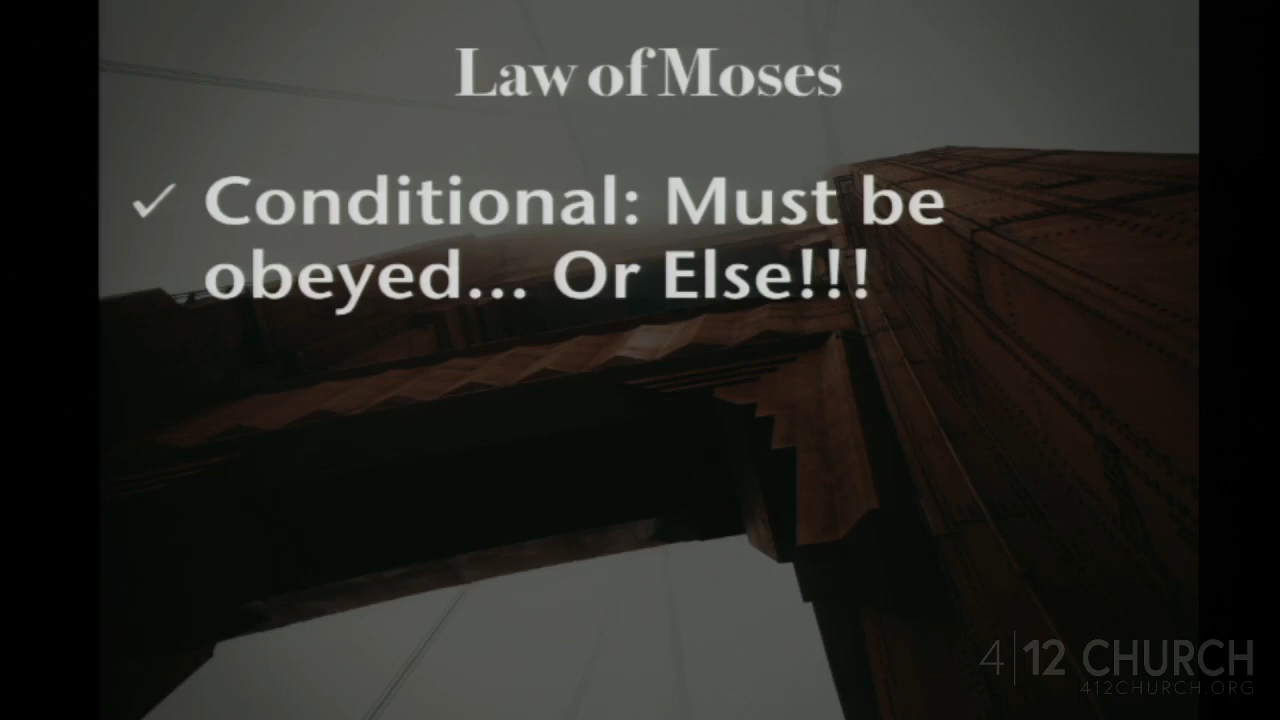 Law of Moses
✓ Conditional: Must be
obeyed... Or Else!!!
4|12 CHURCH
412CHURCH.ORG